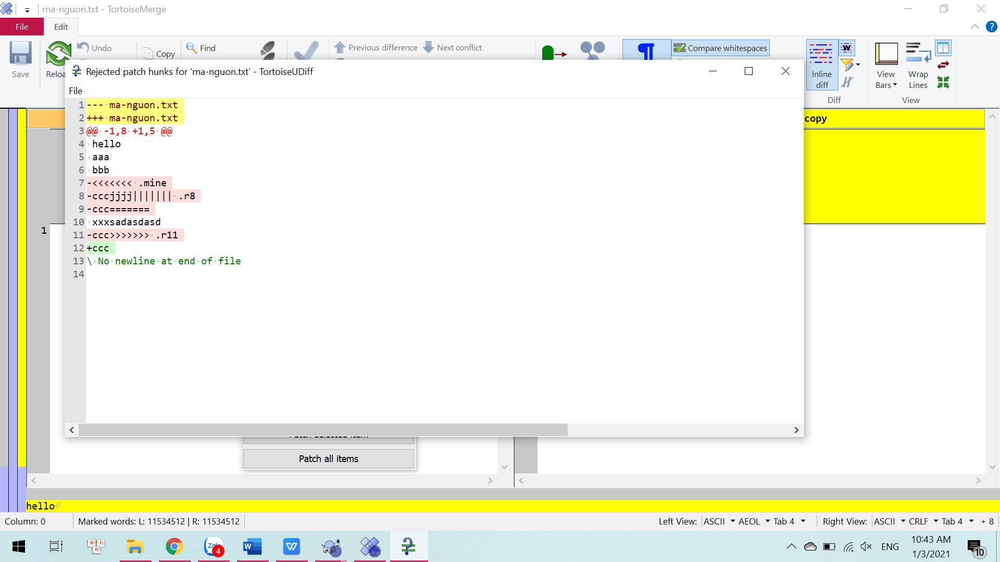 ma-nguon.txt - TortoiseMerge
File Edit
Save
Undo
Copy
Find
Previous difference
Next conflict
Compare whitespaces
Inline
diff
View
Bars
Wrap
Lines
Diff
View
Rejected patch hunks for 'ma-nguon.txt' - TortoiseUDiff
File
1 --- ma-nguon.txt
2 +++ ma-nguon.txt
3 @@ -1,8 +1,5 @@
4 hello
5 aaa
6 bbb
7 -<<<<<<< .mine
8 -cccjjjj||||||| .r8
9 -ccc=======
10 xxxsadasdasd
11 -ccc>>>>>>> .r11
12 +ccc
13 \ No newline at end of file
14
copy
1
Patch all items
hello
Column: 0
Marked words: L: 11534512 | R: 11534512
Left View: ASCII AEOL Tab 4
Right View: ASCII CRLF Tab 4 + 8
u i n
Zalo 4
W
W
ENG
10:43 AM
1/3/2021
10